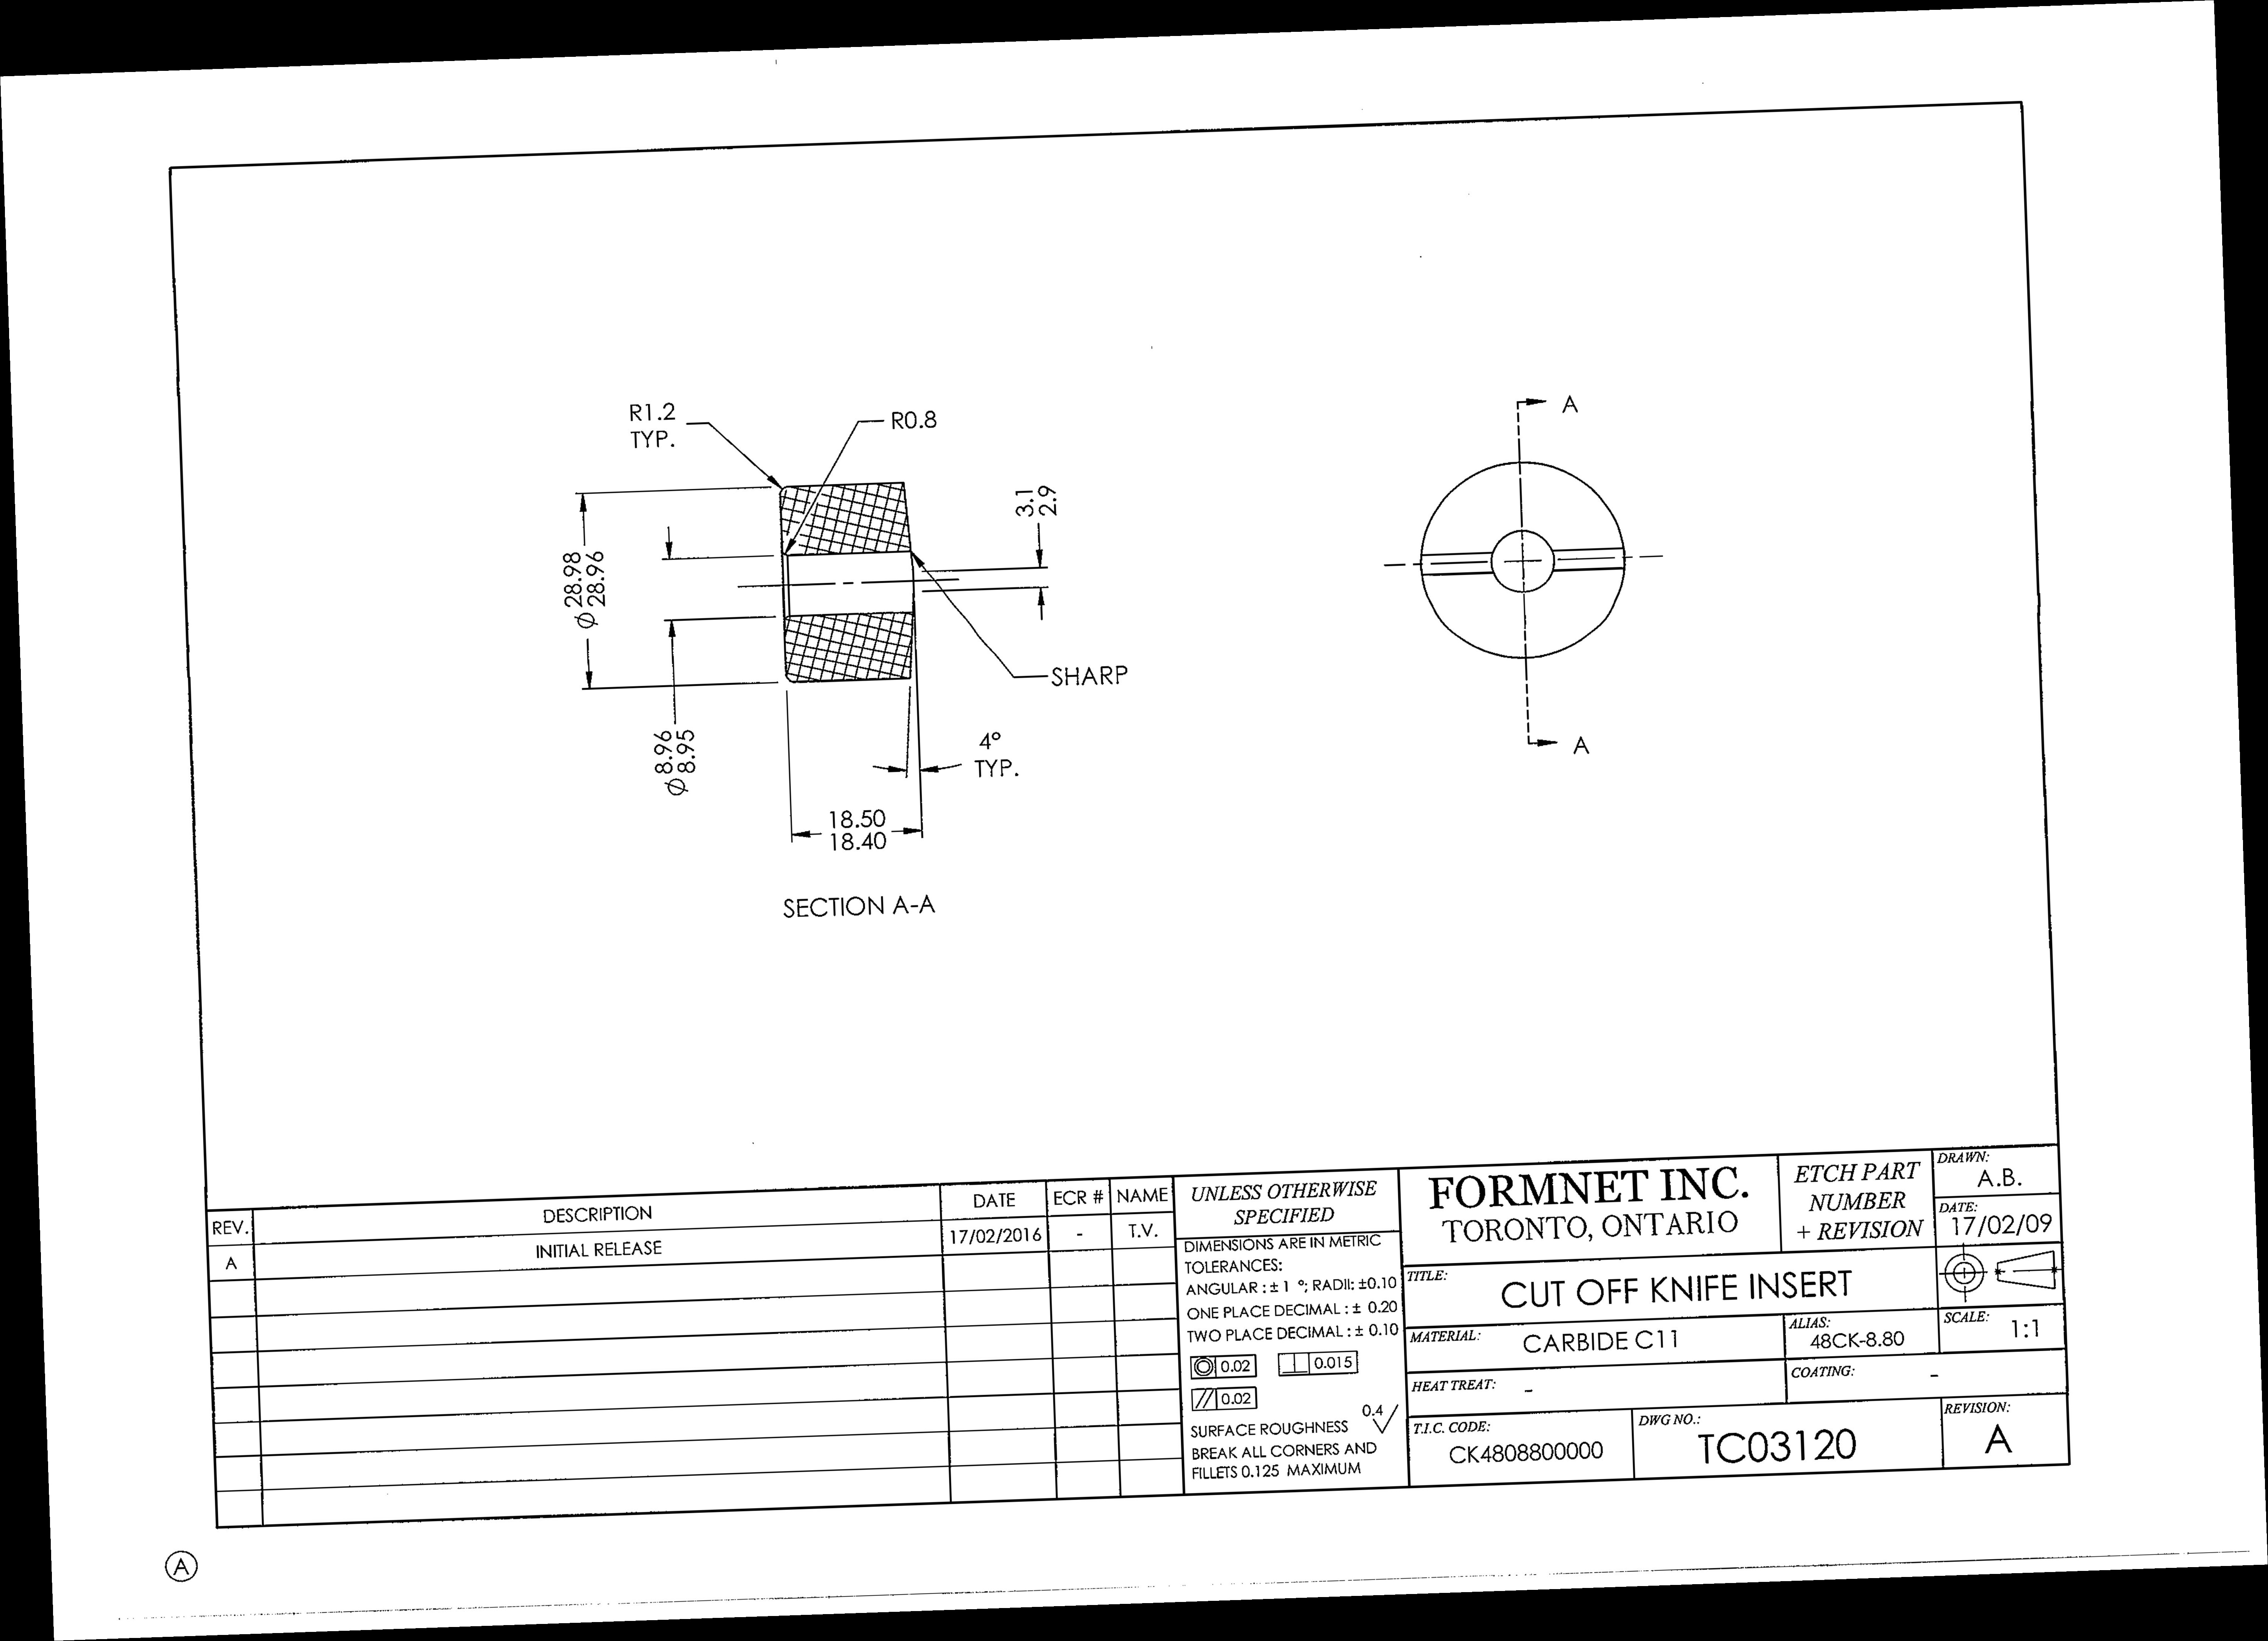 R1.2
TYP.
R0.8
3.1
2.9
A
⌀ 28.98
28.96
SHARP
⌀ 8.96
8.95
4°
TYP.
A
18.50
18.40
SECTION A-A
REV.
DESCRIPTION
DATE
ECR #
NAME
A
INITIAL RELEASE
17/02/2016
-
T.V.
UNLESS OTHERWISE
SPECIFIED
DIMENSIONS ARE IN METRIC
TOLERANCES:
ANGULAR : ± 1 °; RADII: ±0.10
ONE PLACE DECIMAL : ± 0.20
TWO PLACE DECIMAL : ± 0.10
◎ 0.02
⊥ 0.015
// 0.02
0.4
SURFACE ROUGHNESS
BREAK ALL CORNERS AND
FILLETS 0.125 MAXIMUM
FORMNET INC.
TORONTO, ONTARIO
ETCH PART
NUMBER
+ REVISION
DRAWN:
A.B.
DATE:
17/02/09
TITLE:
CUT OFF KNIFE INSERT
MATERIAL:
CARBIDE C11
ALIAS:
48CK-8.80
SCALE:
1:1
HEAT TREAT:
-
COATING:
-
T.I.C. CODE:
CK4808800000
DWG NO.:
TC03120
REVISION:
A
A